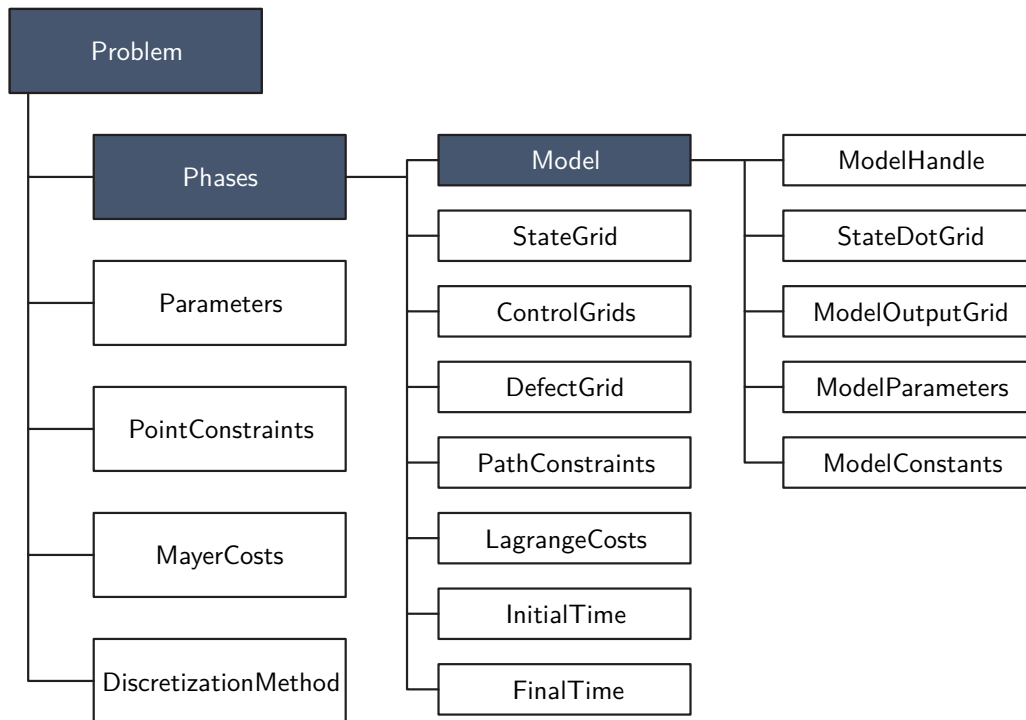 Problem
Phases
Parameters
PointConstraints
MayerCosts
DiscretizationMethod
Model
StateGrid
ControlGrids
DefectGrid
PathConstraints
LagrangeCosts
InitialTime
FinalTime
ModelHandle
StateDotGrid
ModelOutputGrid
ModelParameters
ModelConstants